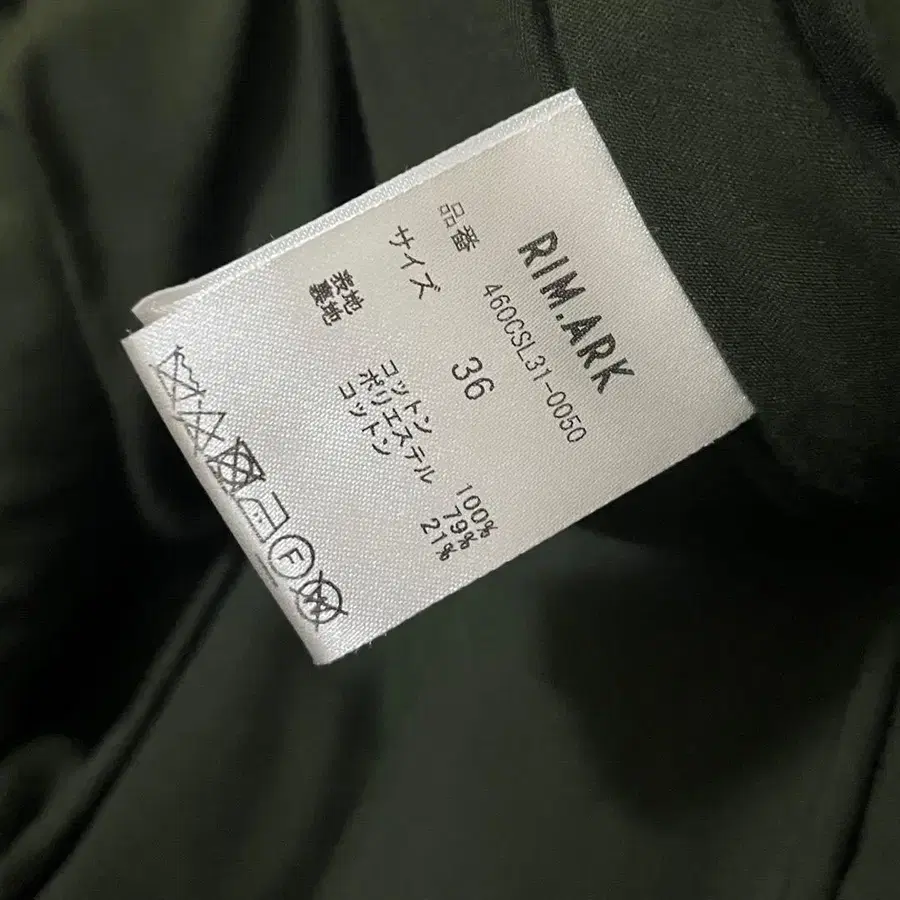 RIM.ARK
品番 460CSL31-0050
サイズ 36
表地 コットン 100%
裏地 ポリエステル 79%
コットン 21%
F
W